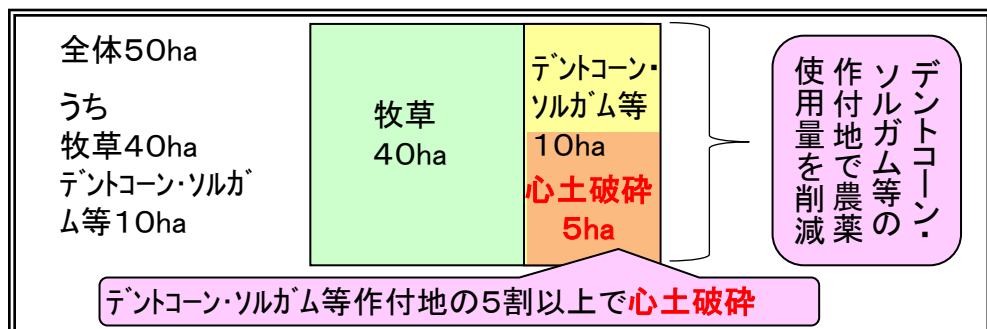 全体５０ha
うち
牧草４０ha
デントコーン・ソルガ
ム等１０ha
牧草
４０ha
デントコーン・
ソルガム等
１０ha
心土破砕
５ha
デントコーン・
ソルガム等の
作付地で農薬
使用量を削減
デントコーン・ソルガム等作付地の５割以上で心土破砕